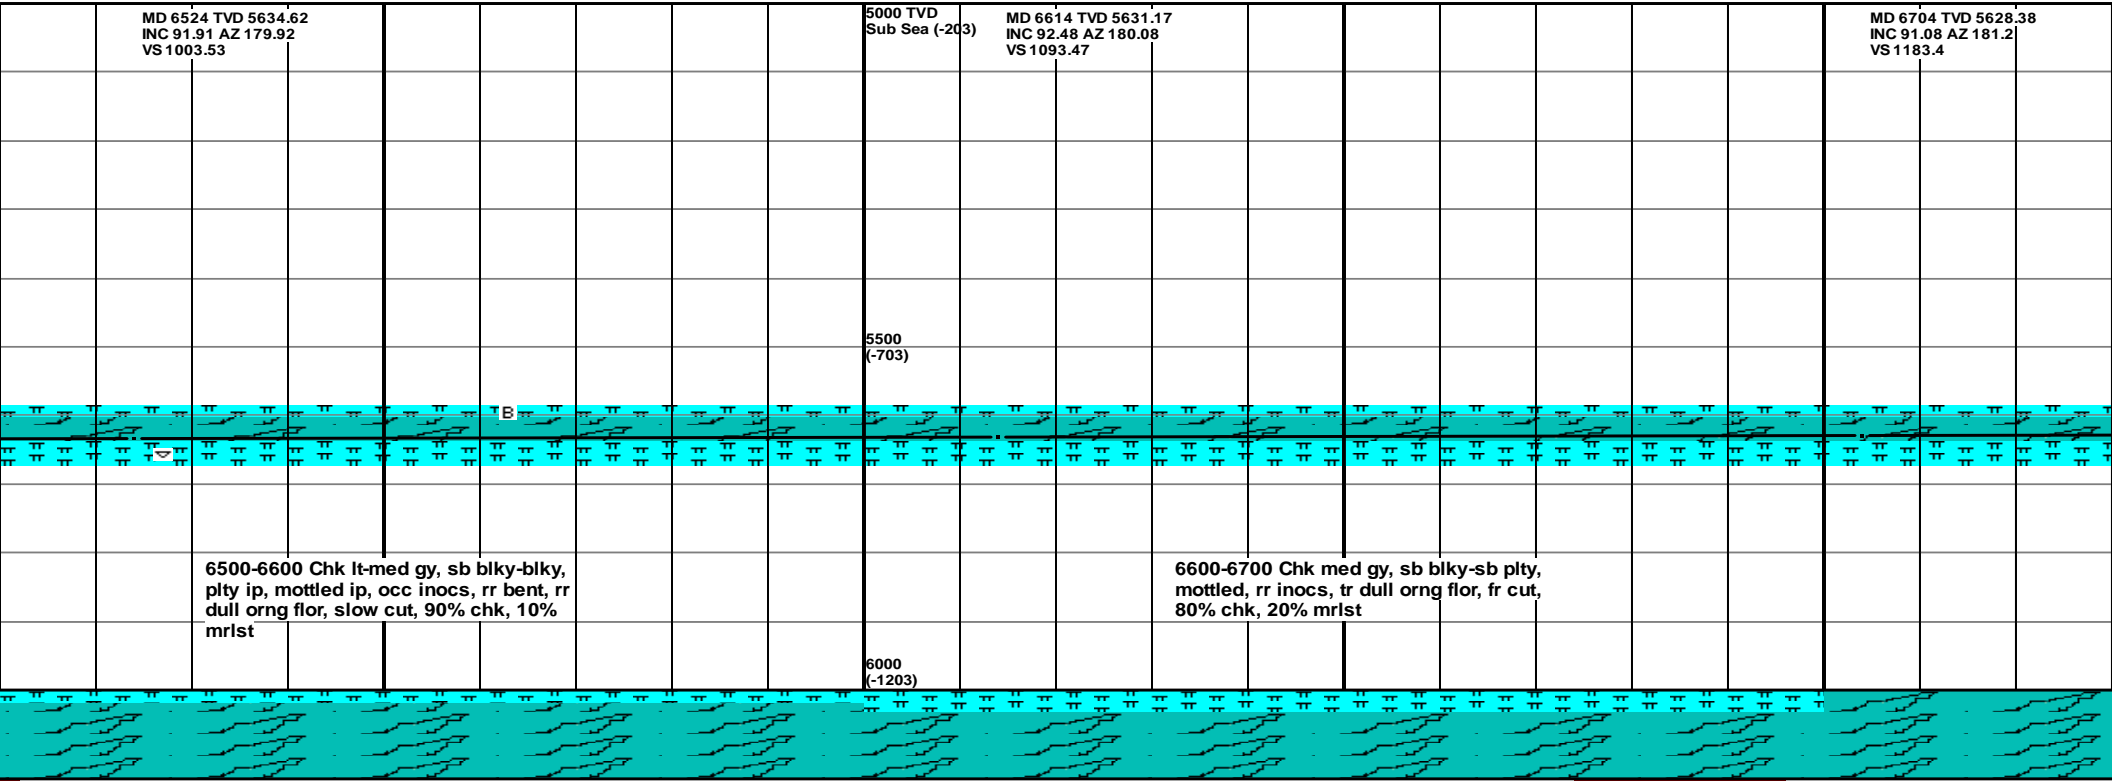 MD 6524 TVD 5634.62
INC 91.91 AZ 179.92
VS 1003.53
5000 TVD
Sub Sea (-203)
MD 6614 TVD 5631.17
INC 92.48 AZ 180.08
VS 1093.47
MD 6704 TVD 5628.38
INC 91.08 AZ 181.2
VS 1183.4
5500
(-703)
B
6500-6600 Chk lt-med gy, sb blky-blky,
plty ip, mottled ip, occ inocs, rr bent, rr
dull orng flor, slow cut, 90% chk, 10%
mrlst
6600-6700 Chk med gy, sb blky-sb plty,
mottled, rr inocs, tr dull orng flor, fr cut,
80% chk, 20% mrlst
6000
(-1203)